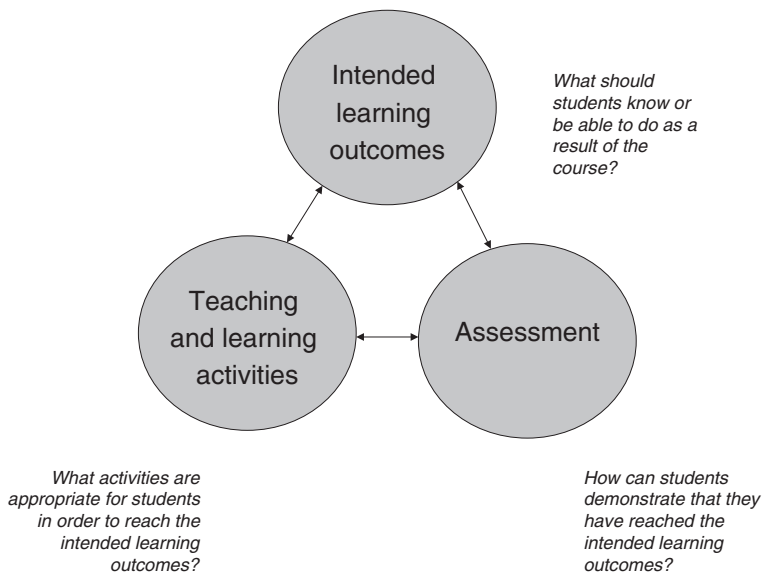 Intended
learning
outcomes
What should
students know or
be able to do as a
result of the
course?
Teaching
and learning
activities
Assessment
What activities are
appropriate for students
in order to reach the
intended learning
outcomes?
How can students
demonstrate that they
have reached the
intended learning
outcomes?